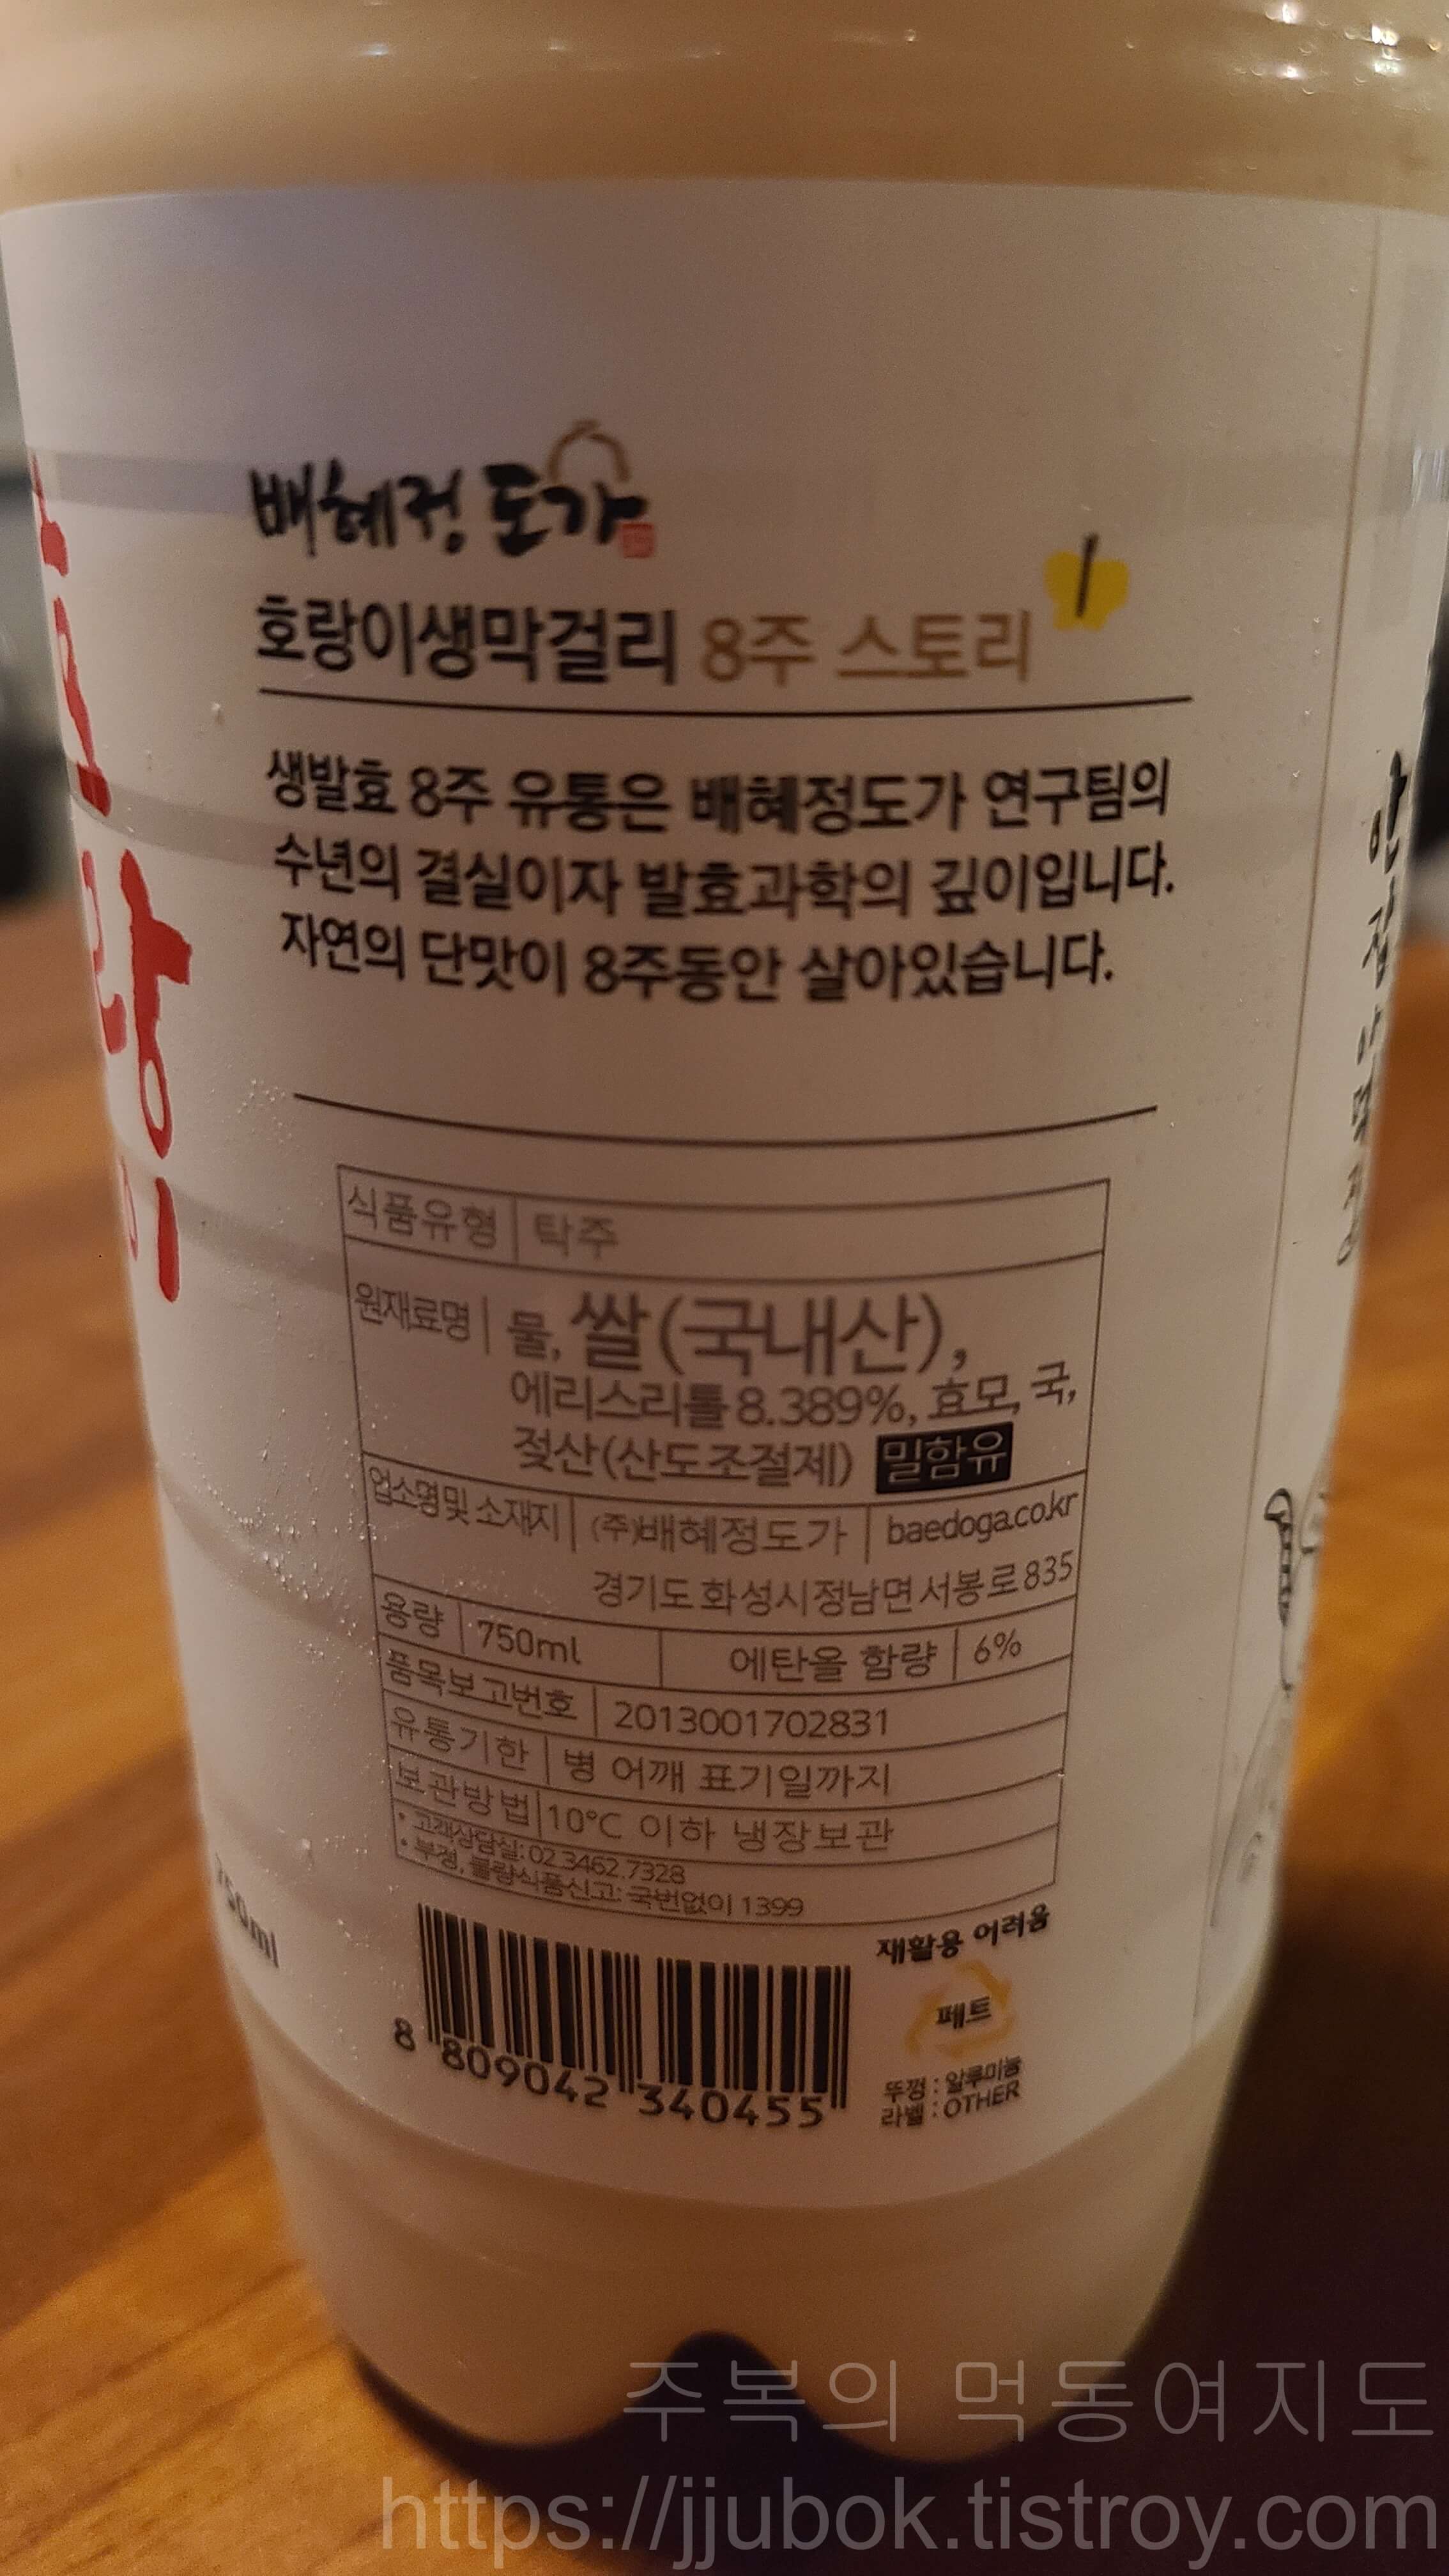 배혜정 도가
호랑이생막걸리 8주 스토리
생발효 8주 유통은 배혜정도가 연구팀의
수년의 결실이자 발효과학의 깊이입니다.
자연의 단맛이 8주동안 살아있습니다.
호
랑
이
식품유형 탁주
원재료명 물, 쌀(국내산),
에리스리톨 8.389%, 효모, 국,
젖산(산도조절제) 밀함유
업소명 및 소재지 (주)배혜정도가 baedoga.co.kr
경기도 화성시 정남면 서봉로 835
용량 750ml 에탄올 함량 6%
품목보고번호 2013001702831
유통기한 병 어깨 표기일까지
보관방법 10°C 이하 냉장보관
• 고객상담실: 02.3462.7328
• 부정, 불량식품신고: 국번없이 1399
750ml
8 809042 340455
재활용 어려움
페트
뚜껑 : 알루미늄
라벨 : OTHER
주복의 먹동여지도
https://jjubok.tistroy.com